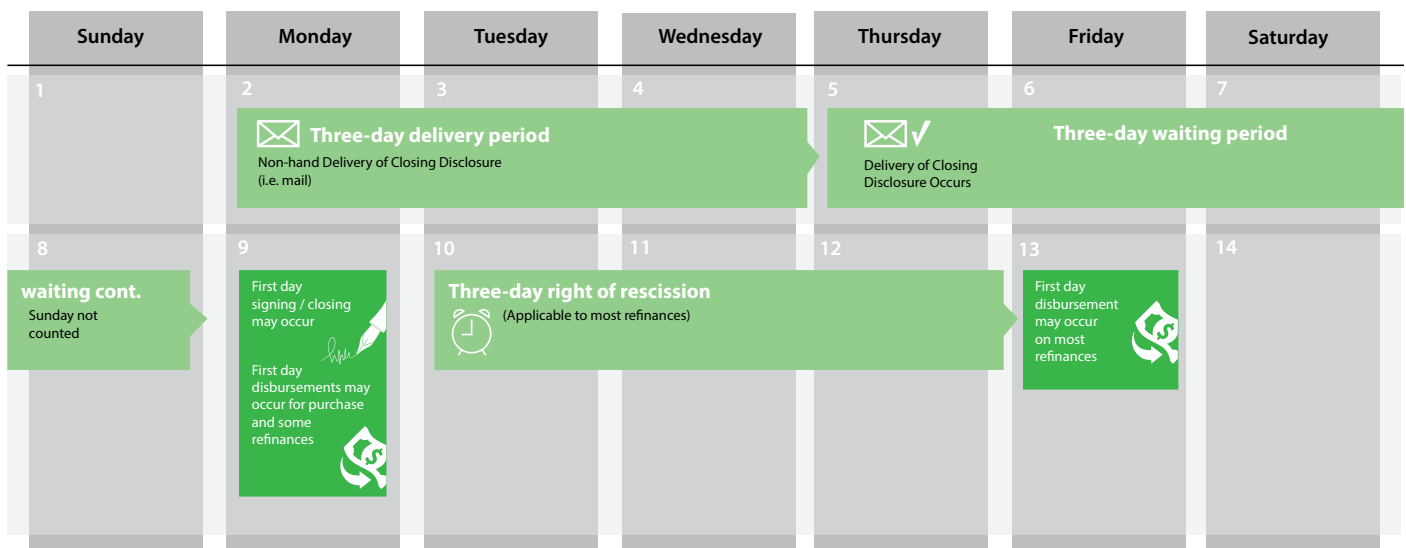 Sunday Monday Tuesday Wednesday Thursday Friday Saturday
1 2 3 4 5 6 7
Three-day delivery period
Non-hand Delivery of Closing Disclosure
(i.e. mail)
Three-day waiting period
Delivery of Closing
Disclosure Occurs
8 9 10 11 12 13 14
waiting cont.
Sunday not
counted
First day
signing / closing
may occur
First day
disbursements may
occur for purchase
and some
refinances
Three-day right of rescission
(Applicable to most refinances)
First day
disbursement
may occur
on most
refinances